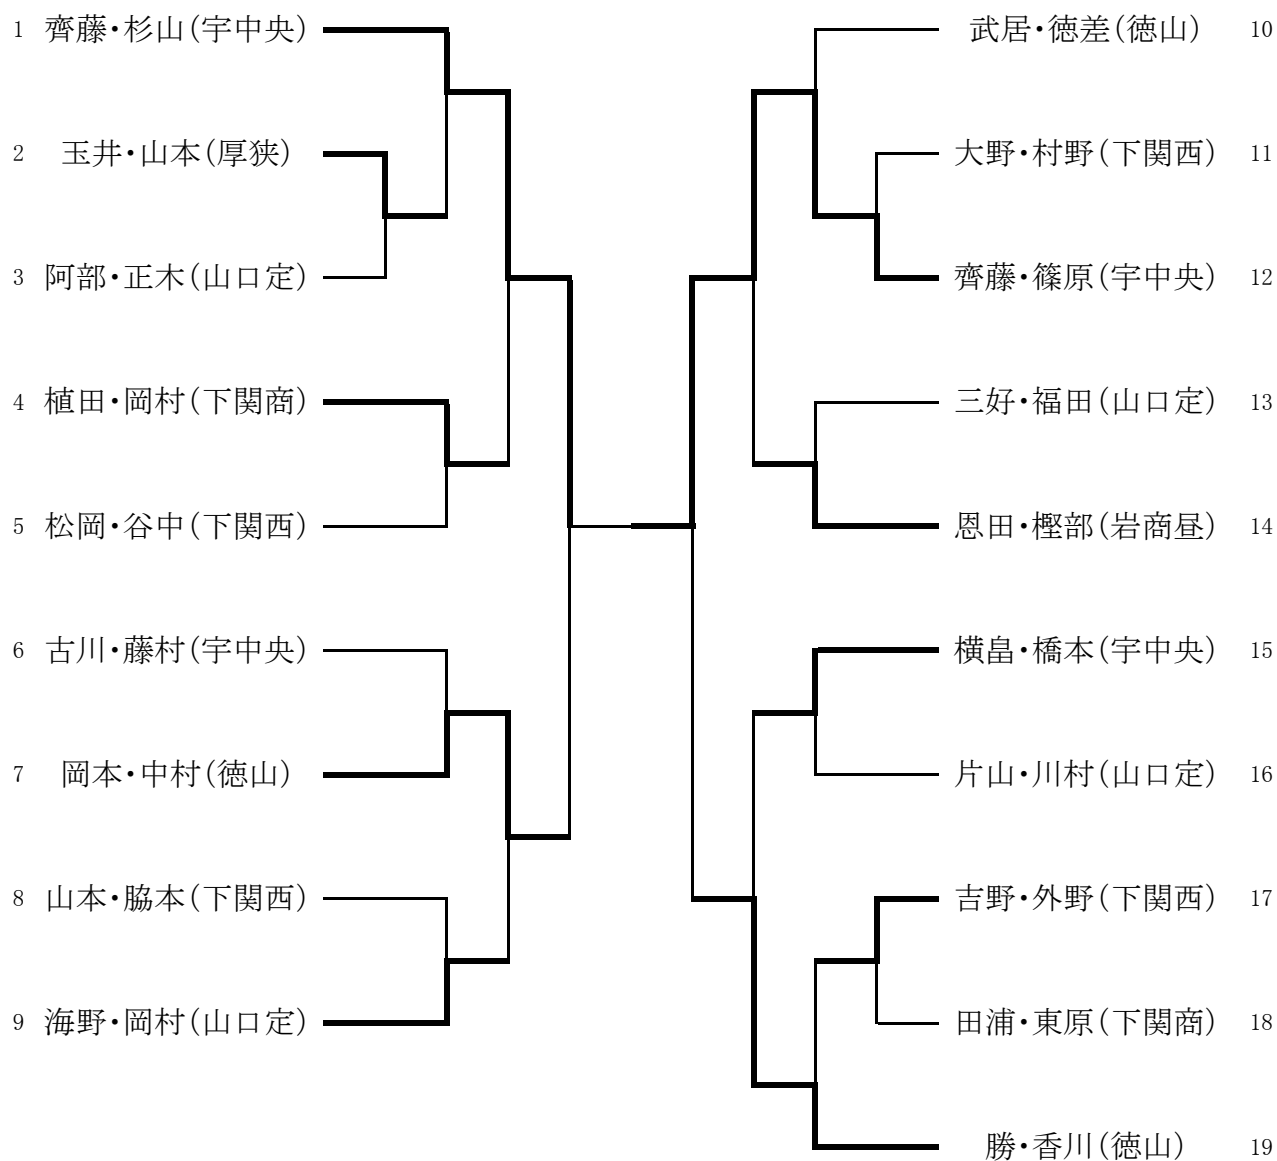 1 齊藤・杉山(宇中央)
2 玉井・山本(厚狭)
3 阿部・正木(山口定)
4 植田・岡村(下関商)
5 松岡・谷中(下関西)
6 古川・藤村(宇中央)
7 岡本・中村(徳山)
8 山本・脇本(下関西)
9 海野・岡村(山口定)
武居・徳差(徳山) 10
大野・村野(下関西) 11
齊藤・篠原(宇中央) 12
三好・福田(山口定) 13
恩田・樫部(岩商昼) 14
横畠・橋本(宇中央) 15
片山・川村(山口定) 16
吉野・外野(下関西) 17
田浦・東原(下関商) 18
勝・香川(徳山) 19